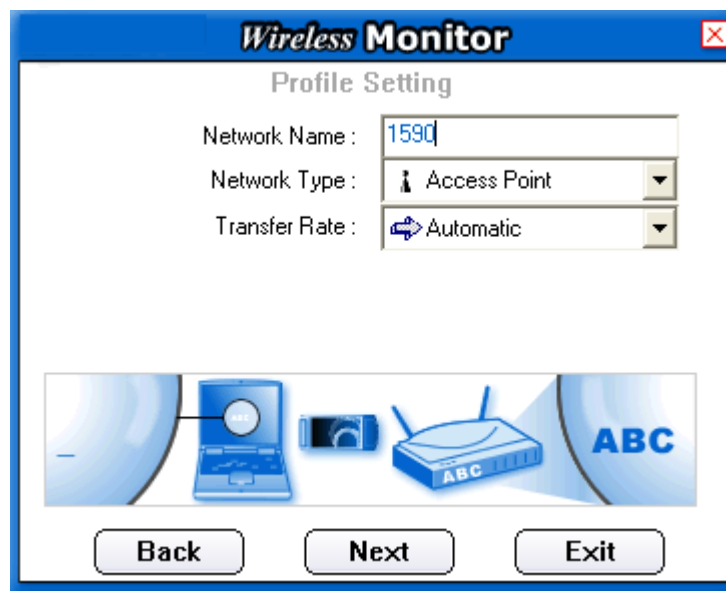 Wireless Monitor
Profile Setting
Network Name : 1590
Network Type : Access Point
Transfer Rate : Automatic
ABC
ABC
ABC
Back Next Exit